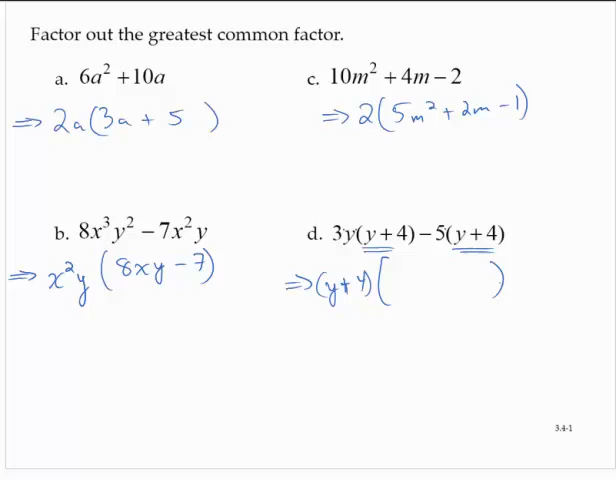 Factor out the greatest common factor.
a. 6a² + 10a
⇒ 2a(3a + 5 )
c. 10m² + 4m − 2
⇒ 2(5m² + 2m − 1)
b. 8x³y² − 7x²y
⇒ x²y (8xy − 7)
d. 3y(y + 4) − 5(y + 4)
⇒ (y + 4)( )
3.4-1